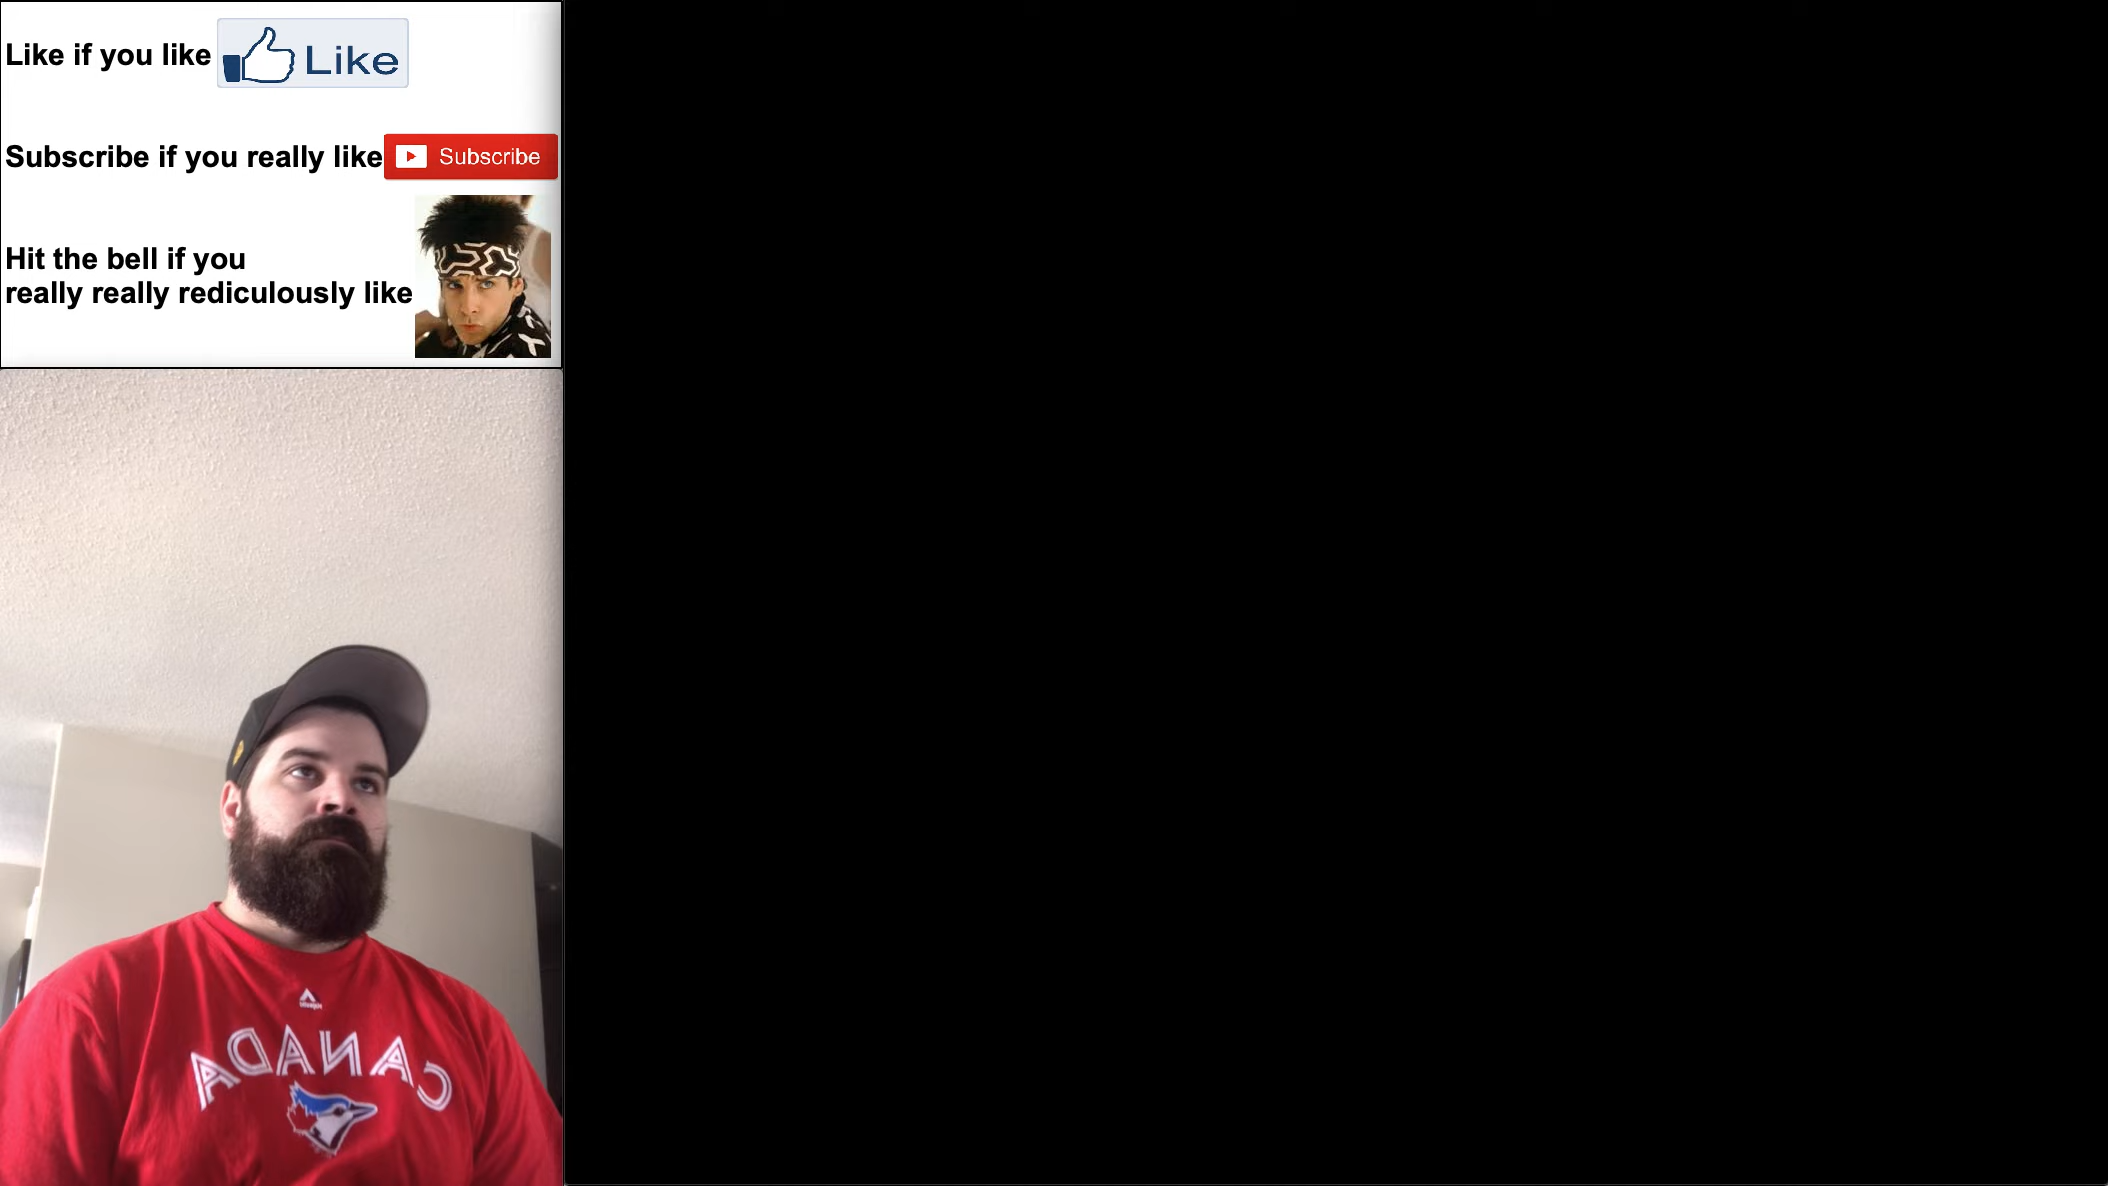 Like if you like
Like
Subscribe if you really like
Subscribe
Hit the bell if you
really really rediculously like
CANADA